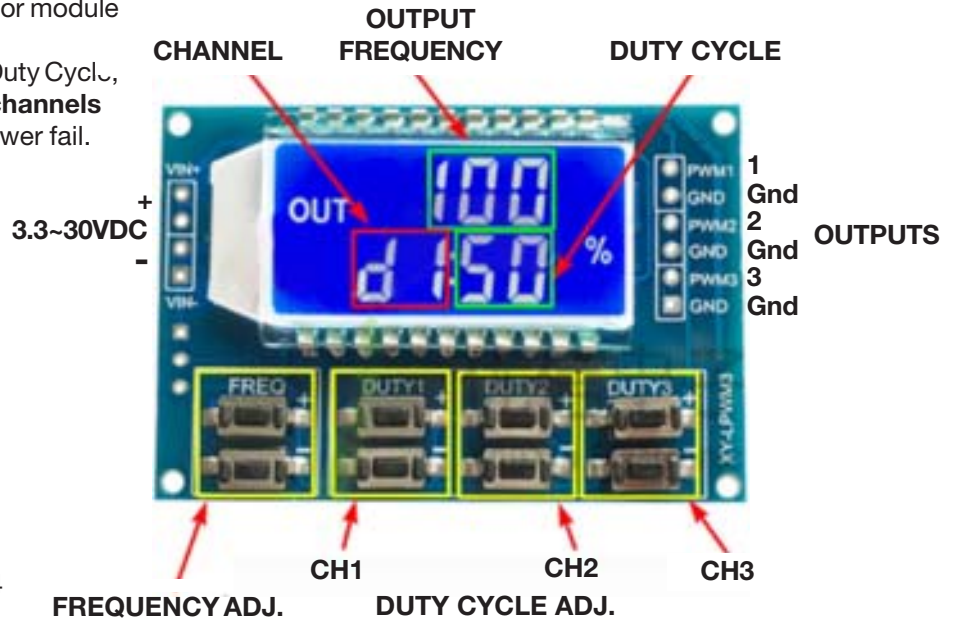 or module
Duty Cycle,
channels
wer fail.
OUTPUT
FREQUENCY
CHANNEL
DUTY CYCLE
VIN+
+
3.3~30VDC
-
VIN-
OUT
100
d1:50
%
PWM1 1
GND Gnd
PWM2 2
GND Gnd
PWM3 3
GND Gnd
OUTPUTS
FREQ
+
-
DUTY1
+
-
DUTY2
+
-
DUTY3
+
-
XY-LPWM3
CH1
CH2
CH3
FREQUENCY ADJ.
DUTY CYCLE ADJ.